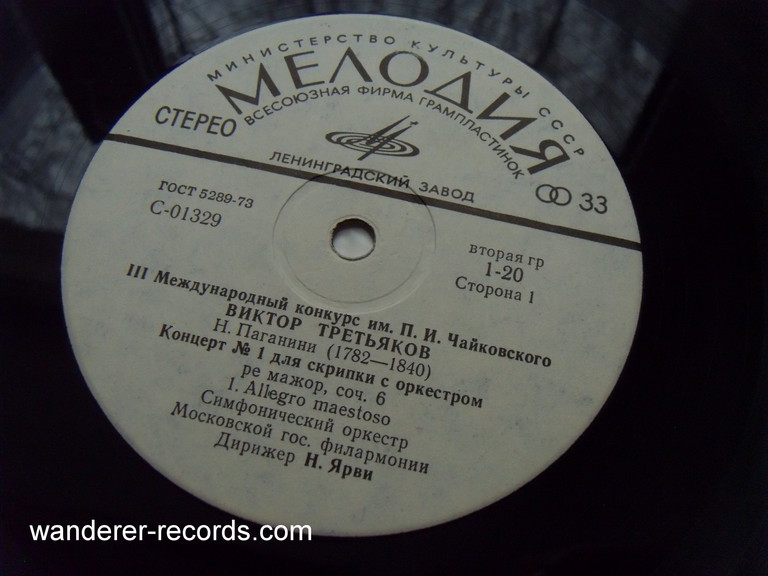 МИНИСТЕРСТВО КУЛЬТУРЫ СССР
МЕЛОДИЯ
ВСЕСОЮЗНАЯ ФИРМА ГРАМПЛАСТИНОК
СТЕРЕО
ЛЕНИНГРАДСКИЙ ЗАВОД
33
ГОСТ 5289-73
С-01329
вторая гр
1-20
Сторона 1
III Международный конкурс им. П. И. Чайковского
ВИКТОР ТРЕТЬЯКОВ
Н. Паганини (1782—1840)
Концерт № 1 для скрипки с оркестром
ре мажор, соч. 6
1. Allegro maestoso
Симфонический оркестр
Московской гос. филармонии
Дирижер Н. Ярви
wanderer-records.com